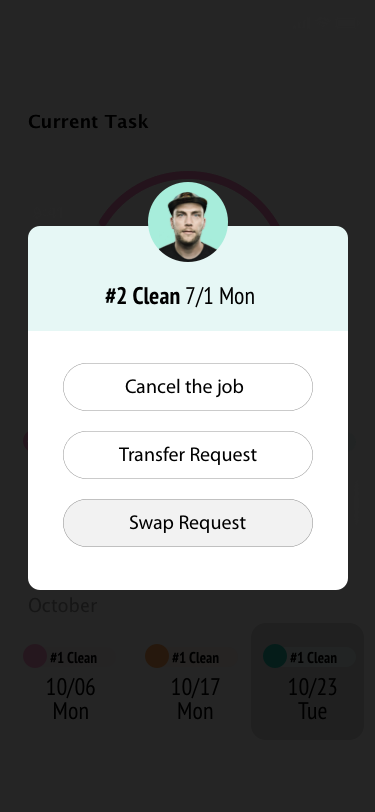 Current Task
#2 Clean 7/1 Mon
Cancel the job
Transfer Request
Swap Request
October
#1 Clean
10/06
Mon
#1 Clean
10/17
Mon
#1 Clean
10/23
Tue